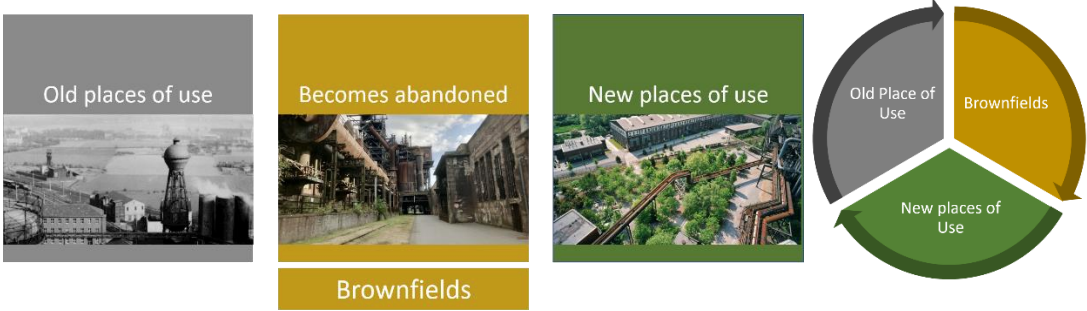 Old places of use
Becomes abandoned
New places of use
Brownfields
Old Place of
Use
Brownfields
New places of
Use